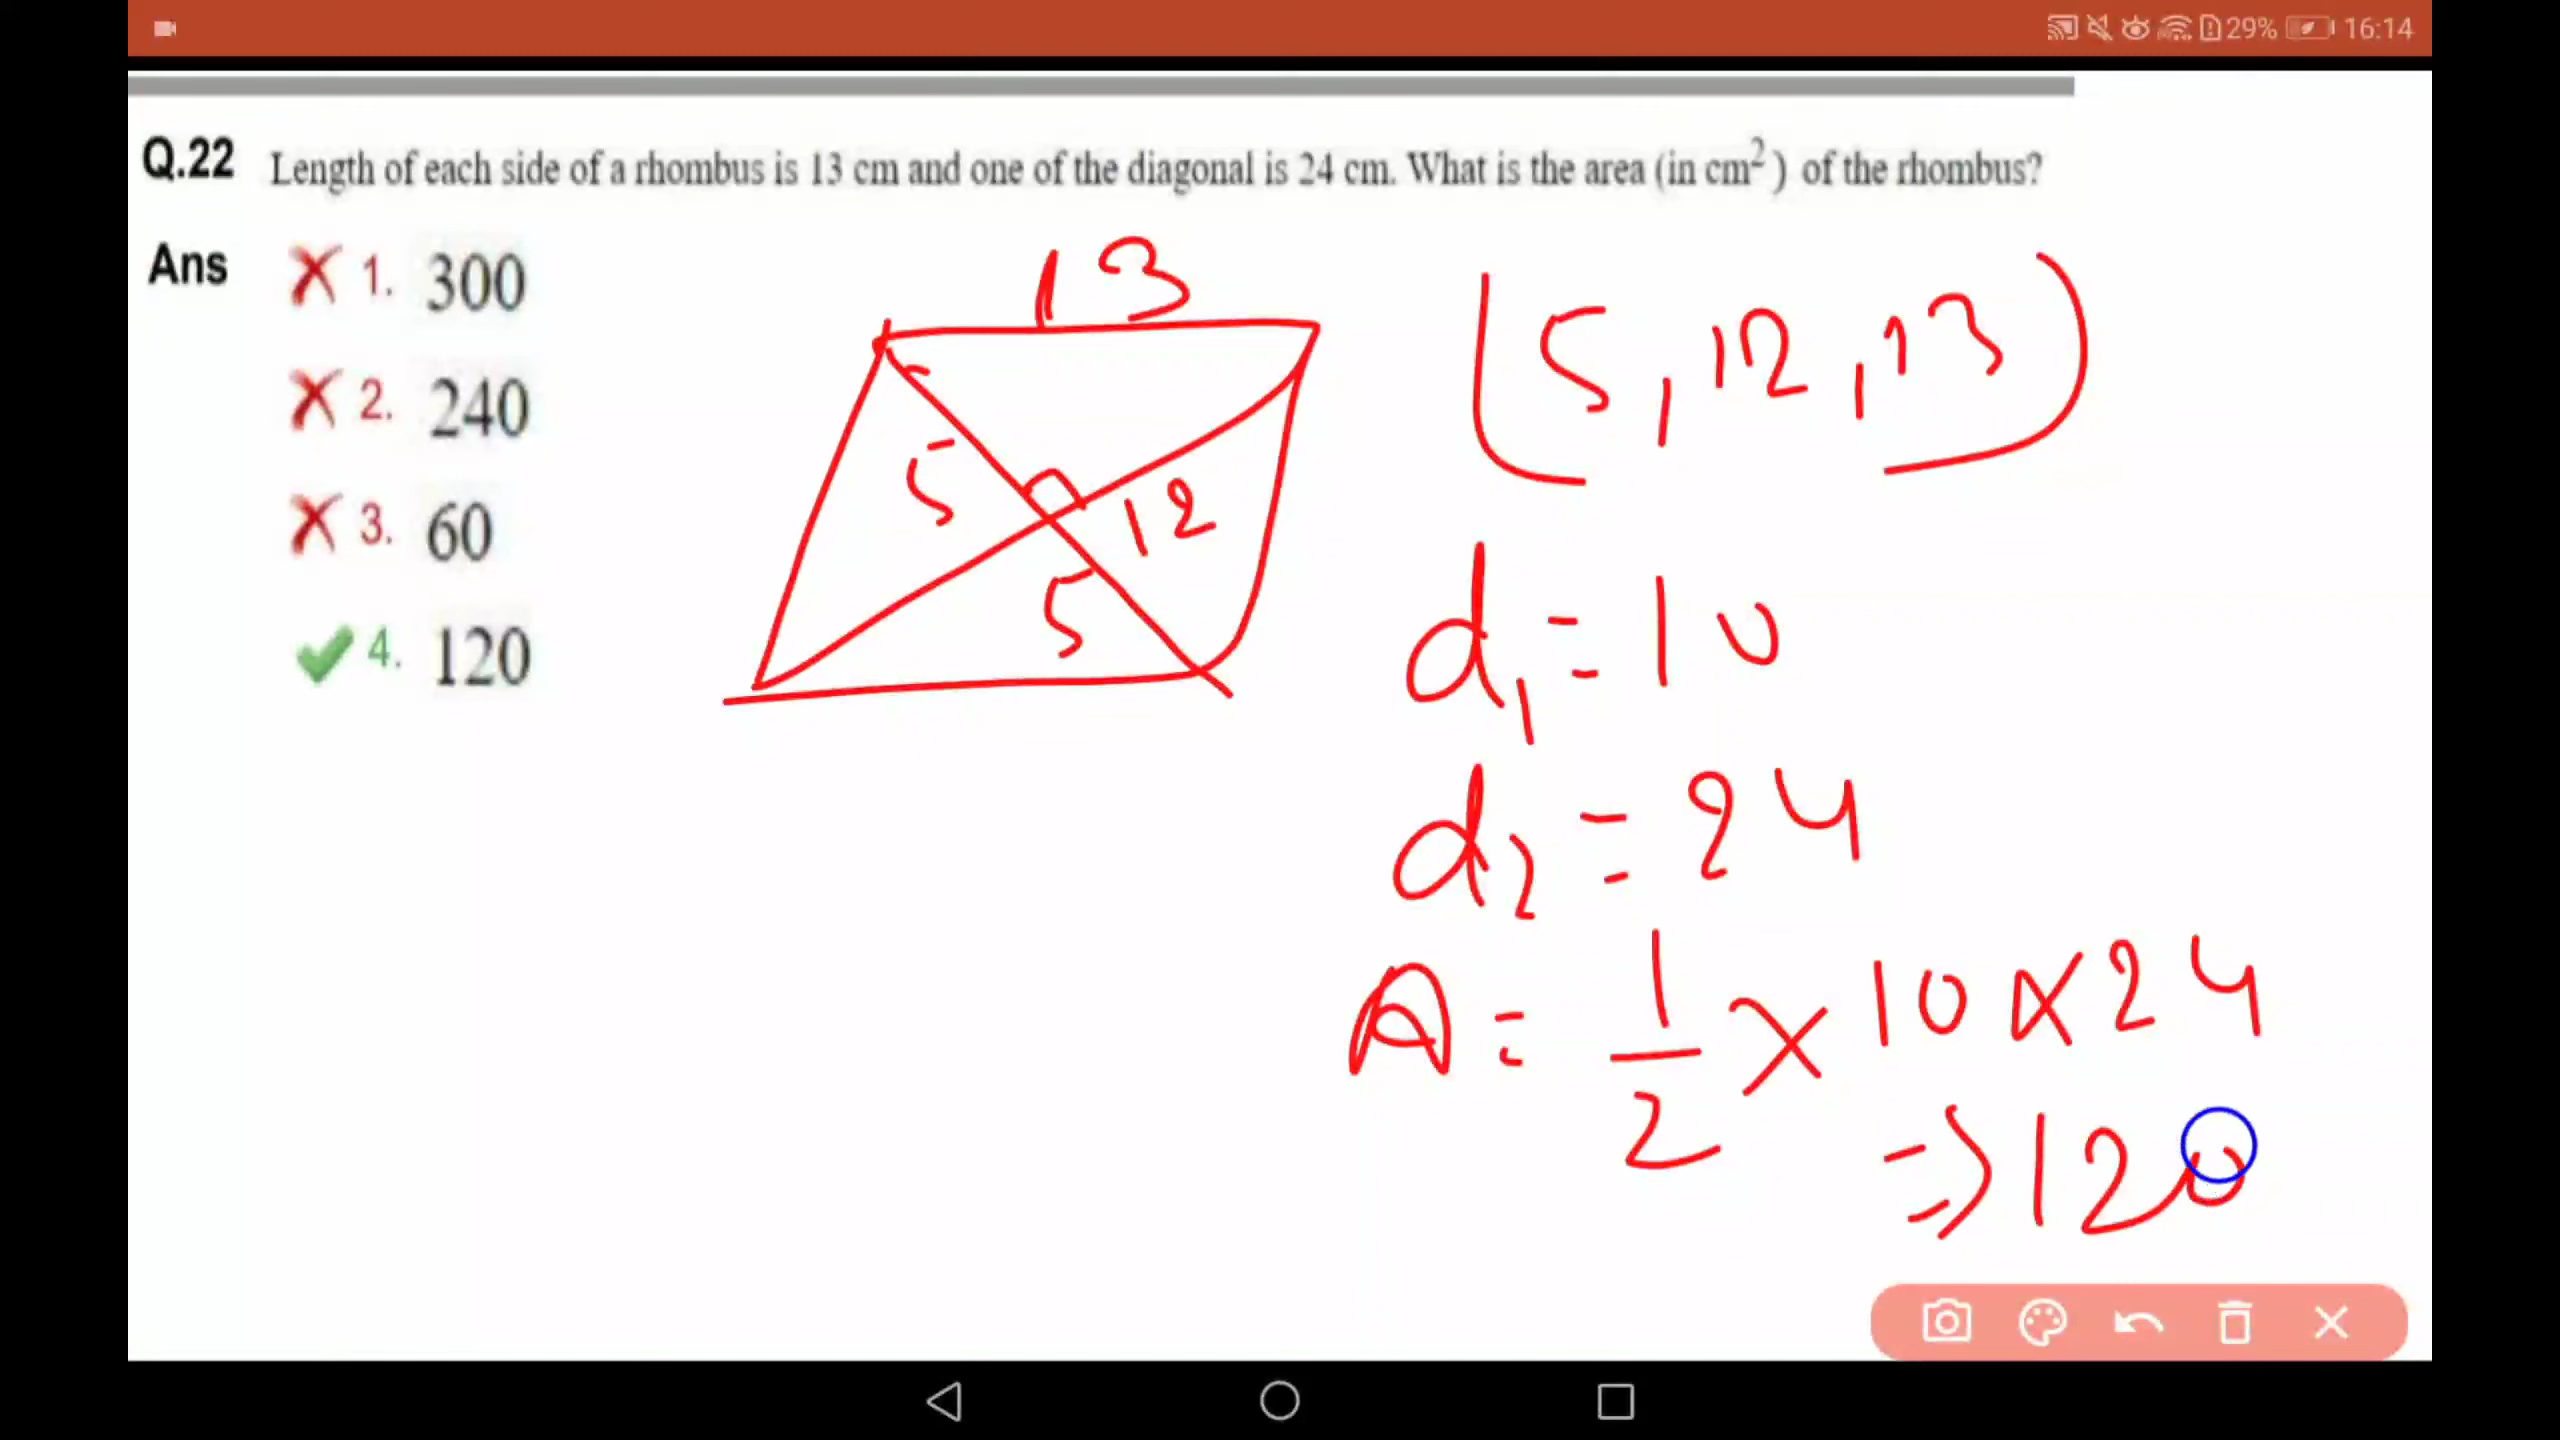 29% 16:14
Q.22 Length of each side of a rhombus is 13 cm and one of the diagonal is 24 cm. What is the area (in cm²) of the rhombus?
Ans 1. 300
2. 240
3. 60
4. 120
13
5
12
5
(5, 12, 13)
d₁ = 10
d₂ = 24
A = 1/2 × 10 × 24
⇒ 120